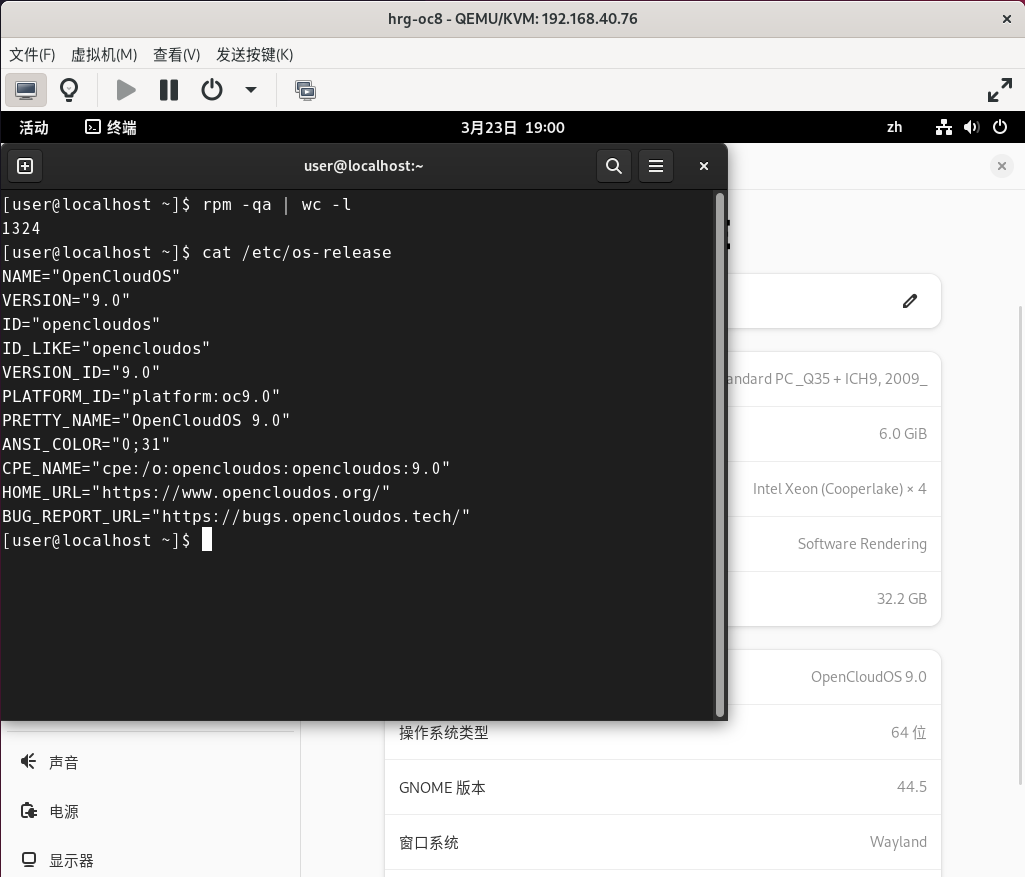 hrg-oc8 - QEMU/KVM: 192.168.40.76
文件(F) 虚拟机(M) 查看(V) 发送按键(K)
活动 终端 3月23日 19:00 zh
user@localhost:~
[user@localhost ~]$ rpm -qa | wc -l
1324
[user@localhost ~]$ cat /etc/os-release
NAME="OpenCloudOS"
VERSION="9.0"
ID="opencloudos"
ID_LIKE="opencloudos"
VERSION_ID="9.0"
PLATFORM_ID="platform:oc9.0"
PRETTY_NAME="OpenCloudOS 9.0"
ANSI_COLOR="0;31"
CPE_NAME="cpe:/o:opencloudos:opencloudos:9.0"
HOME_URL="https://www.opencloudos.org/"
BUG_REPORT_URL="https://bugs.opencloudos.tech/"
[user@localhost ~]$
andard PC _Q35 + ICH9, 2009_
6.0 GiB
Intel Xeon (Cooperlake) × 4
Software Rendering
32.2 GB
OpenCloudOS 9.0
操作系统类型 64 位
GNOME 版本 44.5
窗口系统 Wayland
声音
电源
显示器